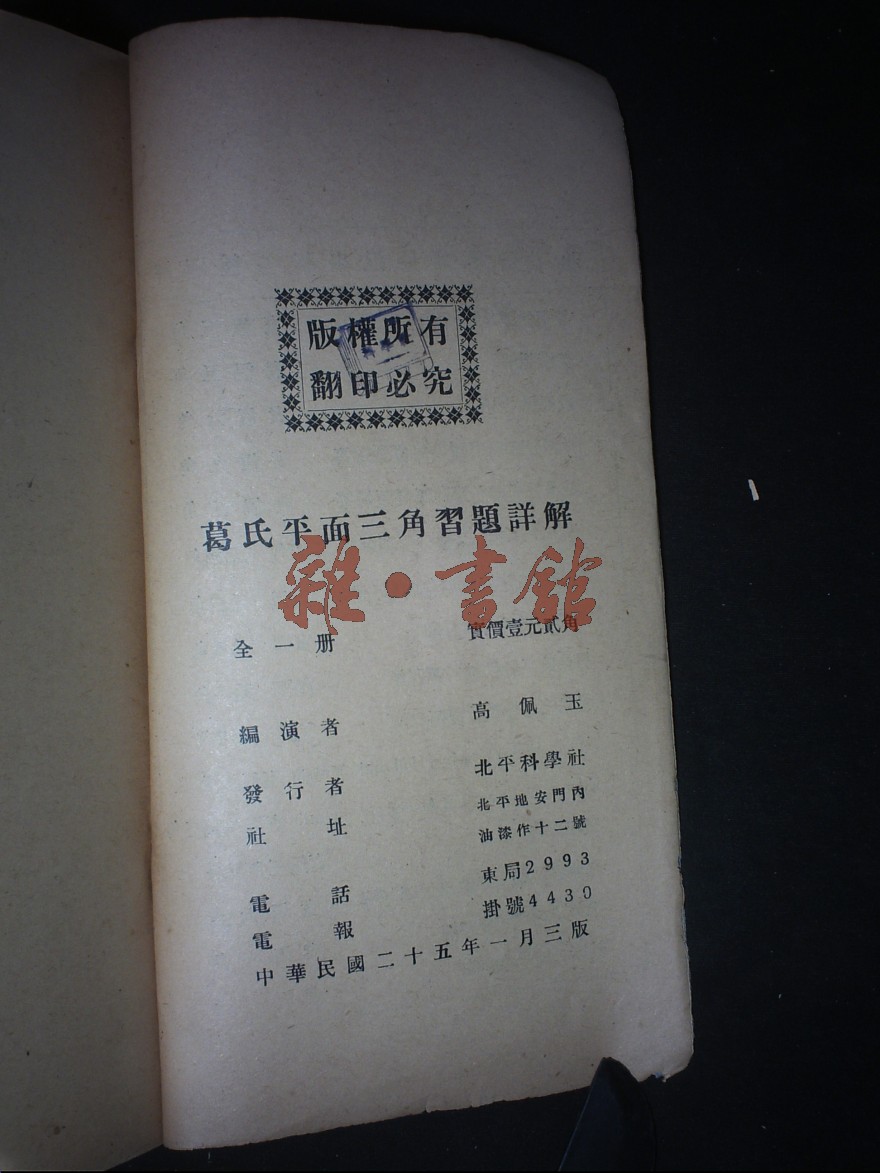 版權所有
翻印必究
葛氏平面三角習題詳解
雜·書館
全一册 實價壹元貳角
編演者 高佩玉
發行者 北平科學社
社址 北平地安門內
油漆作十二號
電話 東局2993
電報 掛號4430
中華民國二十五年一月三版